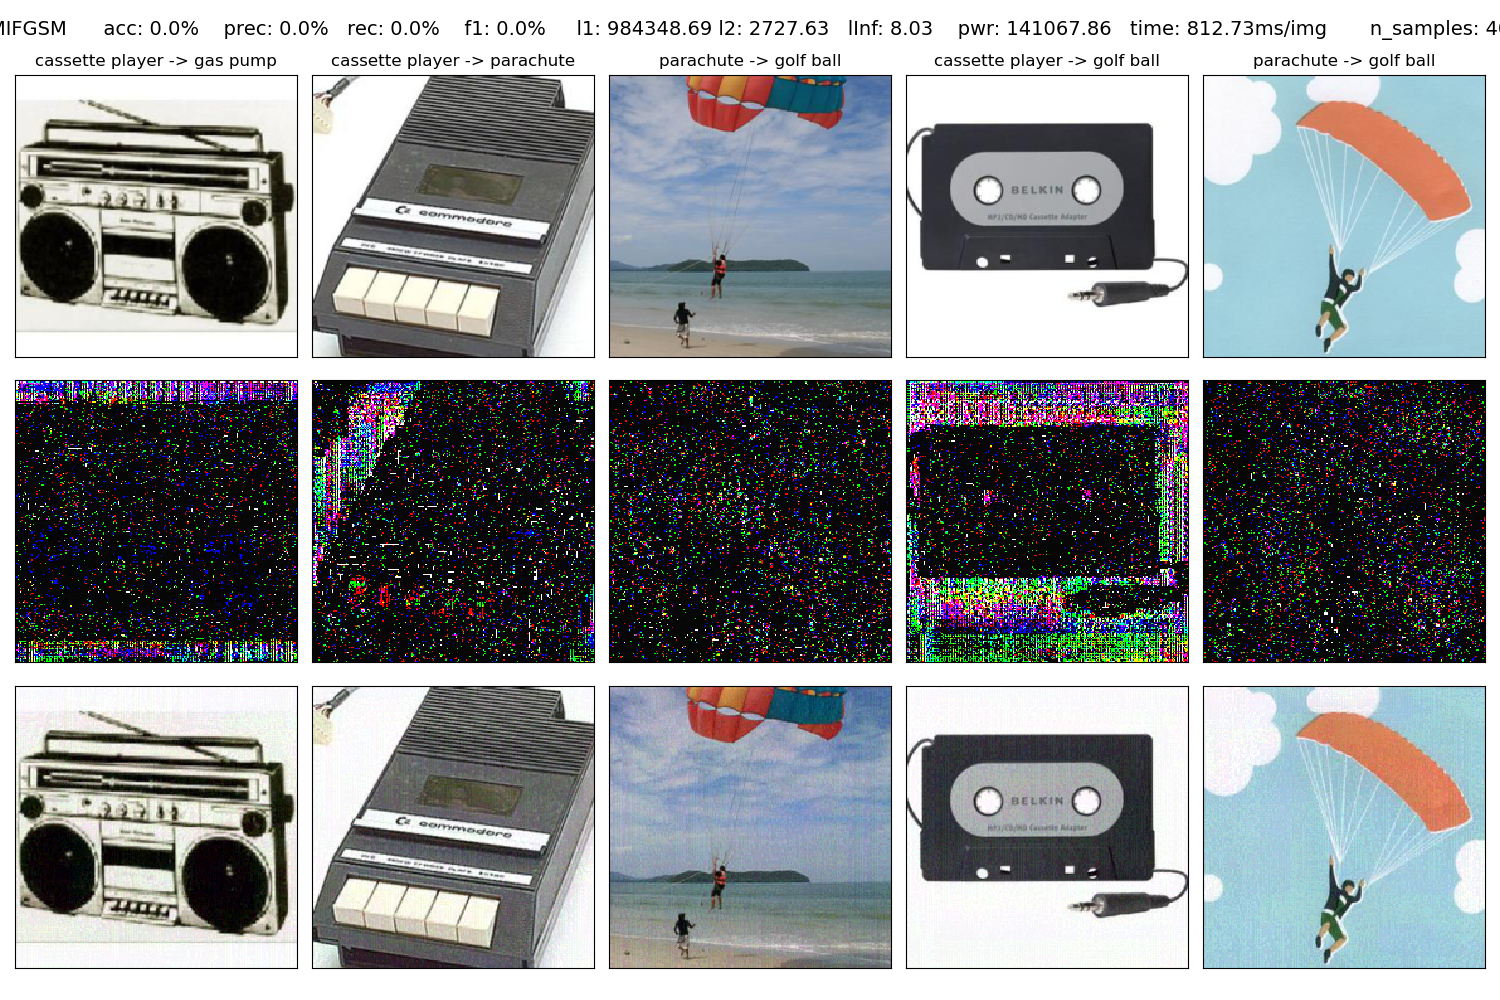 MIFGSM acc: 0.0% prec: 0.0% rec: 0.0% f1: 0.0% l1: 984348.69 l2: 2727.63 lInf: 8.03 pwr: 141067.86 time: 812.73ms/img n_samples: 40
cassette player -> gas pump
cassette player -> parachute
parachute -> golf ball
cassette player -> golf ball
parachute -> golf ball
commodore
BELKIN
MP3/CD/MD Cassette Adapter
commodore
BELKIN
MP3/CD/MD Cassette Adapter